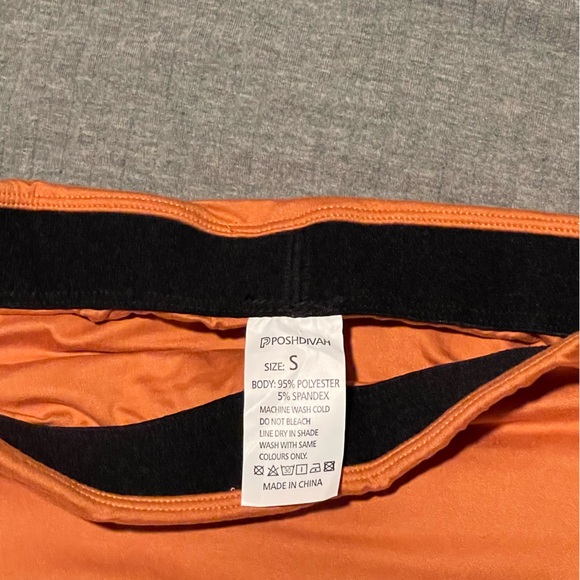 POSHDIVAH
SIZE: S
BODY: 95% POLYESTER
5% SPANDEX
MACHINE WASH COLD
DO NOT BLEACH
LINE DRY IN SHADE
WASH WITH SAME
COLOURS ONLY.
MADE IN CHINA